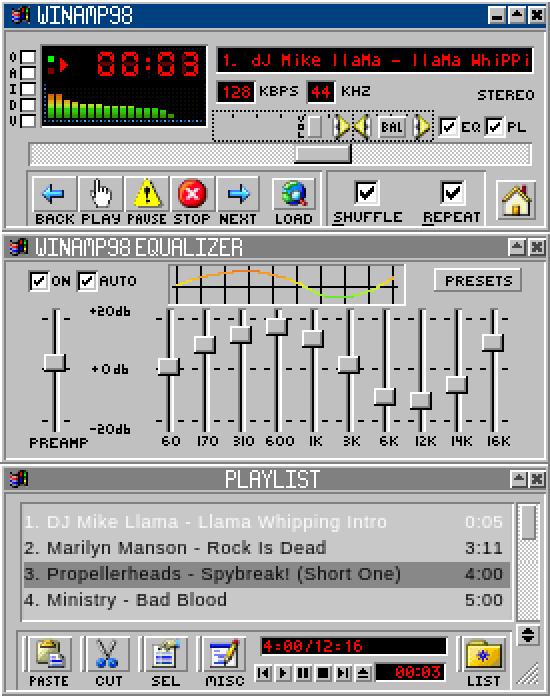 WINAMP98
O
A
I
D
V
00:03
1. dJ Mike llaMa - llaMa WhiPPi
128 KBPS 44 KHZ
STEREO
BAL EQ PL
BACK PLAY PAUSE STOP NEXT LOAD SHUFFLE REPEAT
WINAMP98 EQUALIZER
ON AUTO PRESETS
+20db
+0db
-20db
PREAMP 60 170 310 600 1K 3K 6K 12K 14K 16K
PLAYLIST
1. DJ Mike Llama - Llama Whipping Intro 0:05
2. Marilyn Manson - Rock Is Dead 3:11
3. Propellerheads - Spybreak! (Short One) 4:00
4. Ministry - Bad Blood 5:00
4:00/12:16
00:03
PASTE CUT SEL MISC LIST